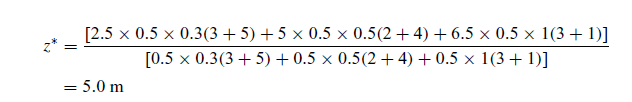 z* = [2.5 × 0.5 × 0.3(3 + 5) + 5 × 0.5 × 0.5(2 + 4) + 6.5 × 0.5 × 1(3 + 1)]
[0.5 × 0.3(3 + 5) + 0.5 × 0.5(2 + 4) + 0.5 × 1(3 + 1)]
= 5.0 m